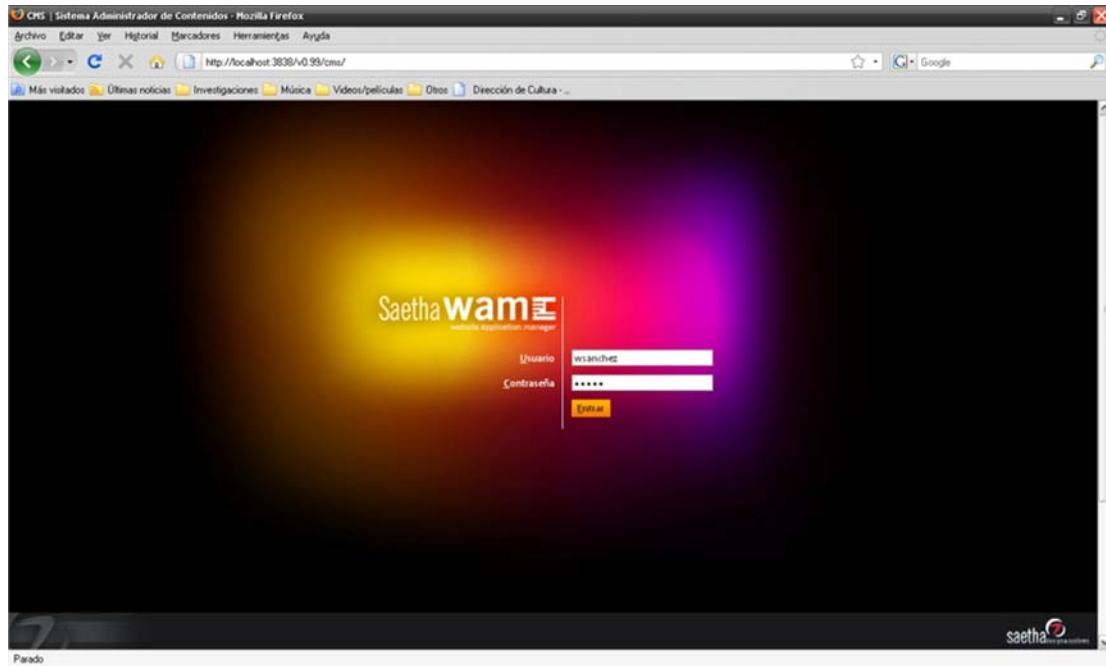 CMS | Sistema Administrador de Contenidos - Mozilla Firefox
Archivo Editar Ver Historial Marcadores Herramientas Ayuda
http://localhost:3838/v0.99/cms/
Google
Más visitados Últimas noticias Investigaciones Música Videos/películas Otros Dirección de Cultura - ...
Saetha wam
website application manager
Usuario wsanchez
Contraseña •••••
Entrar
saetha
Parado